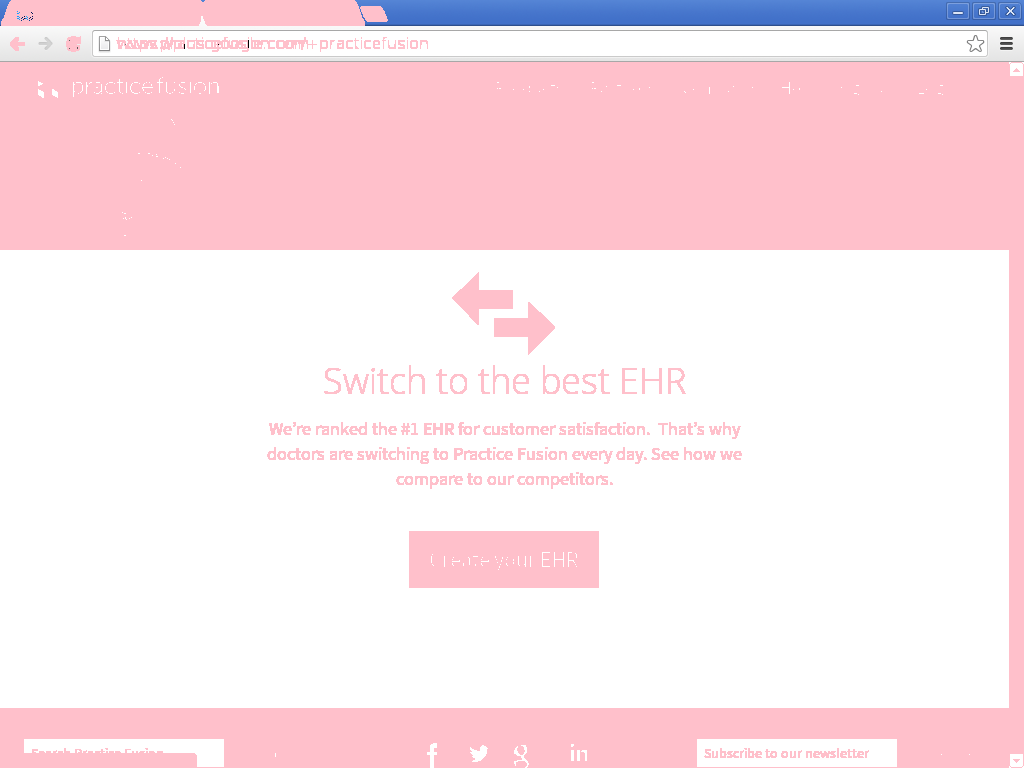 practice fusion
Switch to the best EHR
We're ranked the #1 EHR for customer satisfaction. That's why
doctors are switching to Practice Fusion every day. See how we
compare to our competitors.
Create your EHR
Search Practice Fusion
Subscribe to our newsletter